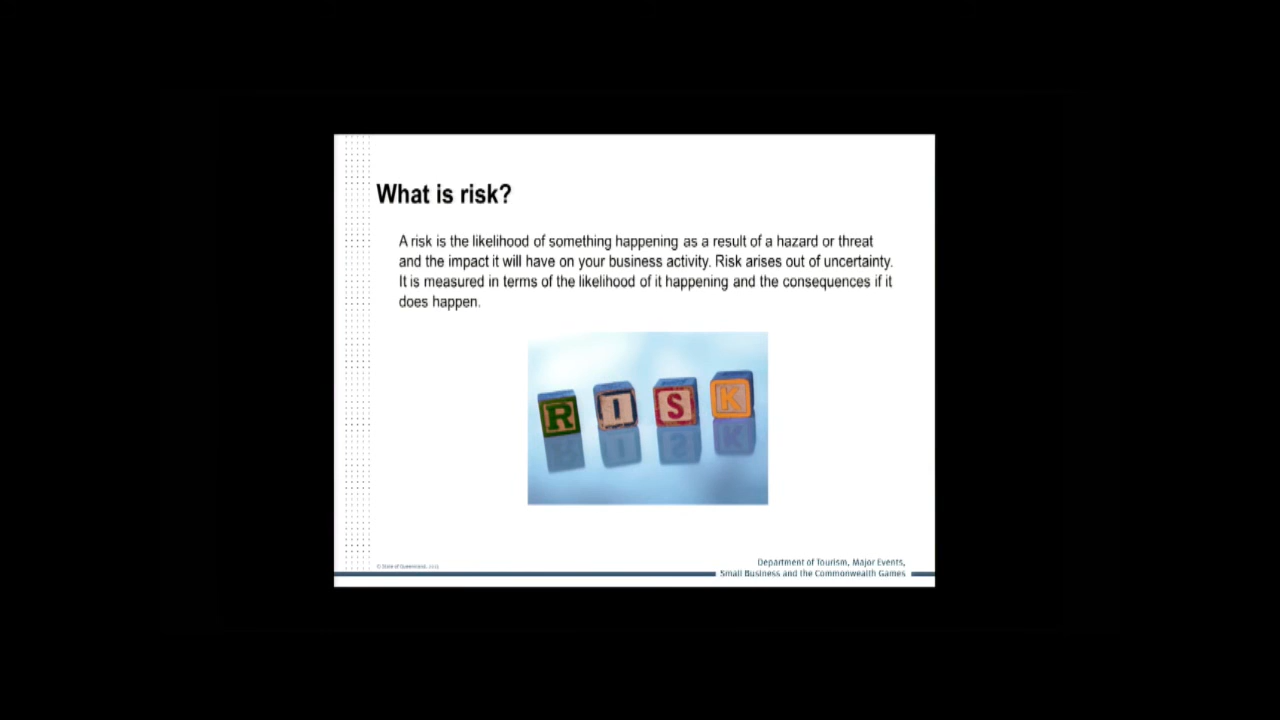 What is risk?
A risk is the likelihood of something happening as a result of a hazard or threat
and the impact it will have on your business activity. Risk arises out of uncertainty.
It is measured in terms of the likelihood of it happening and the consequences if it
does happen.
R I S K
© State of Queensland,
Department of Tourism, Major Events,
Small Business and the Commonwealth Games